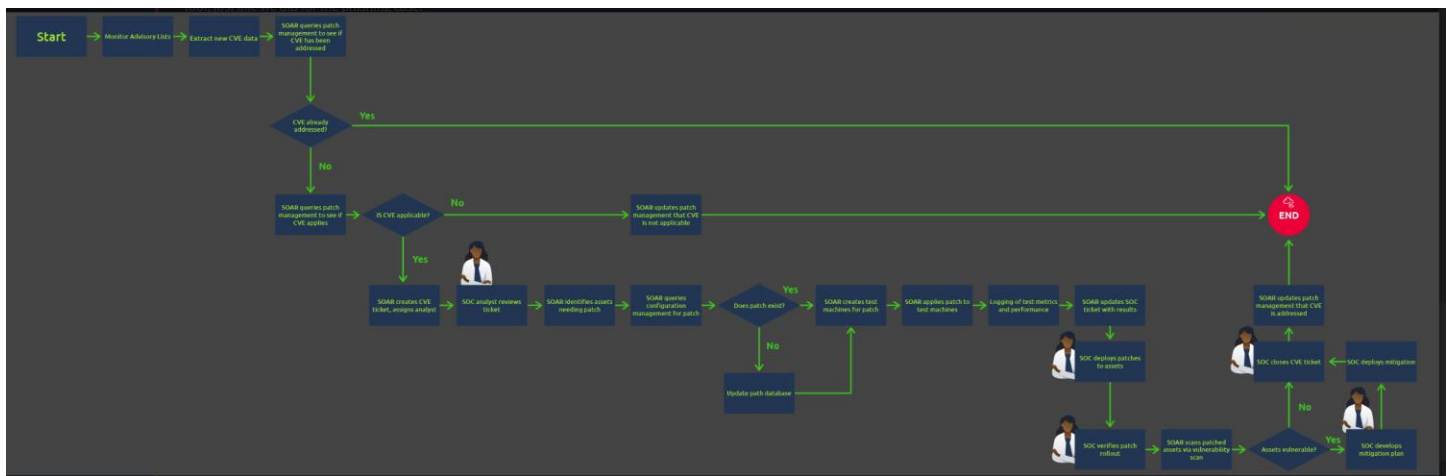 Start
Monitor Advisory Lists
Extract new CVE data
SOAR queries patch
management to see if
CVE has been
addressed
CVE already
addressed?
Yes
No
SOAR queries patch
management to see if
CVE applies
IS CVE applicable?
No
SOAR updates patch
management that CVE
is not applicable
END
Yes
SOAR creates CVE
ticket, assigns analyst
SOC analyst reviews
ticket
SOAR identifies assets
needing patch
SOAR queries
configuration
management for patch
Does patch exist?
Yes
No
Update path database
SOAR creates test
machines for patch
SOAR applies patch to
test machines
Logging of test metrics
and performance
SOAR updates SOC
ticket with results
SOC deploys patches
to assets
SOC verifies patch
rollout
SOAR scans patched
assets via vulnerability
scan
Assets vulnerable?
No
Yes
SOC develops
mitigation plan
SOC deploys mitigation
SOC closes CVE ticket
SOAR updates patch
management that CVE
is addressed